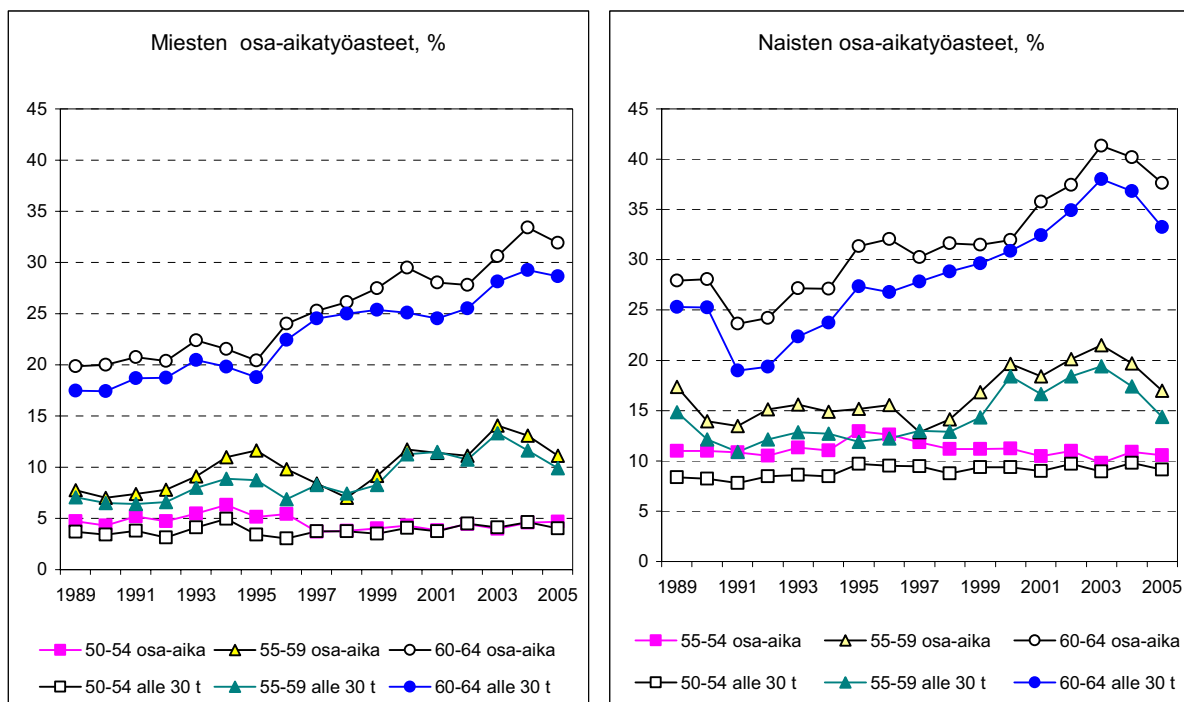 Miesten osa-aikatyöasteet, %
45
40
35
30
25
20
15
10
5
0
1989 1991 1993 1995 1997 1999 2001 2003 2005
50-54 osa-aika 55-59 osa-aika 60-64 osa-aika
50-54 alle 30 t 55-59 alle 30 t 60-64 alle 30 t
Naisten osa-aikatyöasteet, %
45
40
35
30
25
20
15
10
5
0
1989 1991 1993 1995 1997 1999 2001 2003 2005
55-54 osa-aika 55-59 osa-aika 60-64 osa-aika
50-54 alle 30 t 55-59 alle 30 t 60-64 alle 30 t